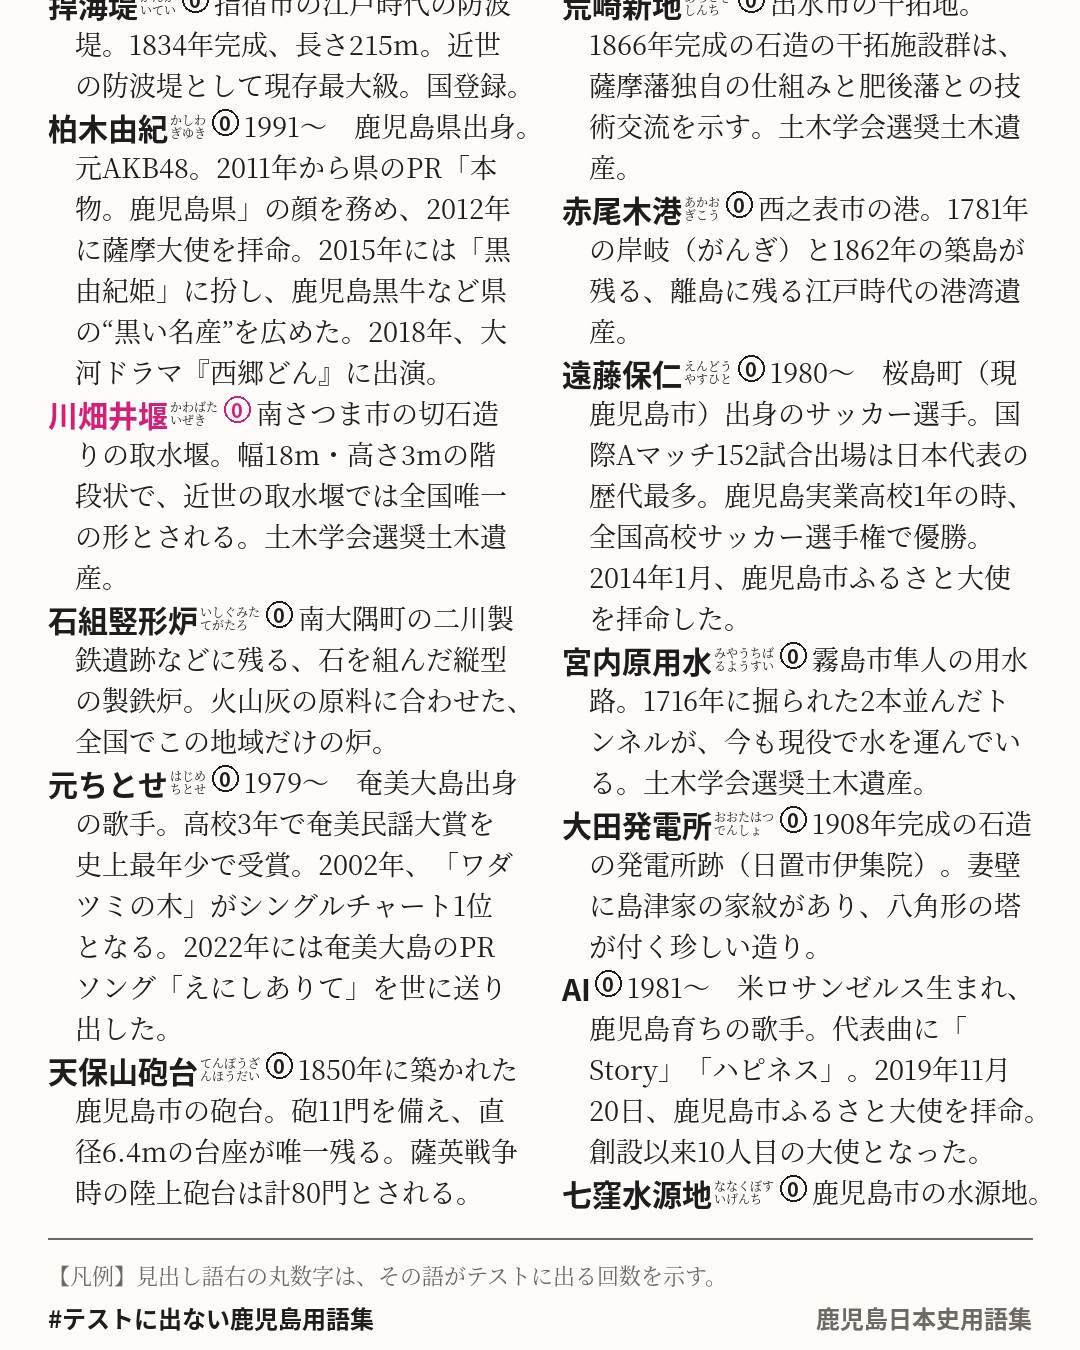 捍海堤 いてい ⓪ 指宿市の江戸時代の防波
堤。1834年完成、長さ215m。近世
の防波堤として現存最大級。国登録。
柏木由紀 かしわぎゆき ⓪ 1991〜　鹿児島県出身。
元AKB48。2011年から県のPR「本
物。鹿児島県」の顔を務め、2012年
に薩摩大使を拝命。2015年には「黒
由紀姫」に扮し、鹿児島黒牛など県
の“黒い名産”を広めた。2018年、大
河ドラマ『西郷どん』に出演。
川畑井堰 かわばたいぜき ⓪ 南さつま市の切石造
りの取水堰。幅18m・高さ3mの階
段状で、近世の取水堰では全国唯一
の形とされる。土木学会選奨土木遺
産。
石組竪形炉 いしぐみたてがたろ ⓪ 南大隅町の二川製
鉄遺跡などに残る、石を組んだ縦型
の製鉄炉。火山灰の原料に合わせた、
全国でこの地域だけの炉。
元ちとせ はじめちとせ ⓪ 1979〜　奄美大島出身
の歌手。高校3年で奄美民謡大賞を
史上最年少で受賞。2002年、「ワダ
ツミの木」がシングルチャート1位
となる。2022年には奄美大島のPR
ソング「えにしありて」を世に送り
出した。
天保山砲台 てんぽうざんほうだい ⓪ 1850年に築かれた
鹿児島市の砲台。砲11門を備え、直
径6.4mの台座が唯一残る。薩英戦争
時の陸上砲台は計80門とされる。
荒崎新地 しんち ⓪ 出水市の干拓地。
1866年完成の石造の干拓施設群は、
薩摩藩独自の仕組みと肥後藩との技
術交流を示す。土木学会選奨土木遺
産。
赤尾木港 あかおぎこう ⓪ 西之表市の港。1781年
の岸岐（がんぎ）と1862年の築島が
残る、離島に残る江戸時代の港湾遺
産。
遠藤保仁 えんどうやすひと ⓪ 1980〜　桜島町（現
鹿児島市）出身のサッカー選手。国
際Aマッチ152試合出場は日本代表の
歴代最多。鹿児島実業高校1年の時、
全国高校サッカー選手権で優勝。
2014年1月、鹿児島市ふるさと大使
を拝命した。
宮内原用水 みやうちばるようすい ⓪ 霧島市隼人の用水
路。1716年に掘られた2本並んだト
ンネルが、今も現役で水を運んでい
る。土木学会選奨土木遺産。
大田発電所 おおたはつでんしょ ⓪ 1908年完成の石造
の発電所跡（日置市伊集院）。妻壁
に島津家の家紋があり、八角形の塔
が付く珍しい造り。
AI ⓪ 1981〜　米ロサンゼルス生まれ、
鹿児島育ちの歌手。代表曲に「
Story」「ハピネス」。2019年11月
20日、鹿児島市ふるさと大使を拝命。
創設以来10人目の大使となった。
七窪水源地 ななくぼすいげんち ⓪ 鹿児島市の水源地。
【凡例】見出し語右の丸数字は、その語がテストに出る回数を示す。
#テストに出ない鹿児島用語集
鹿児島日本史用語集